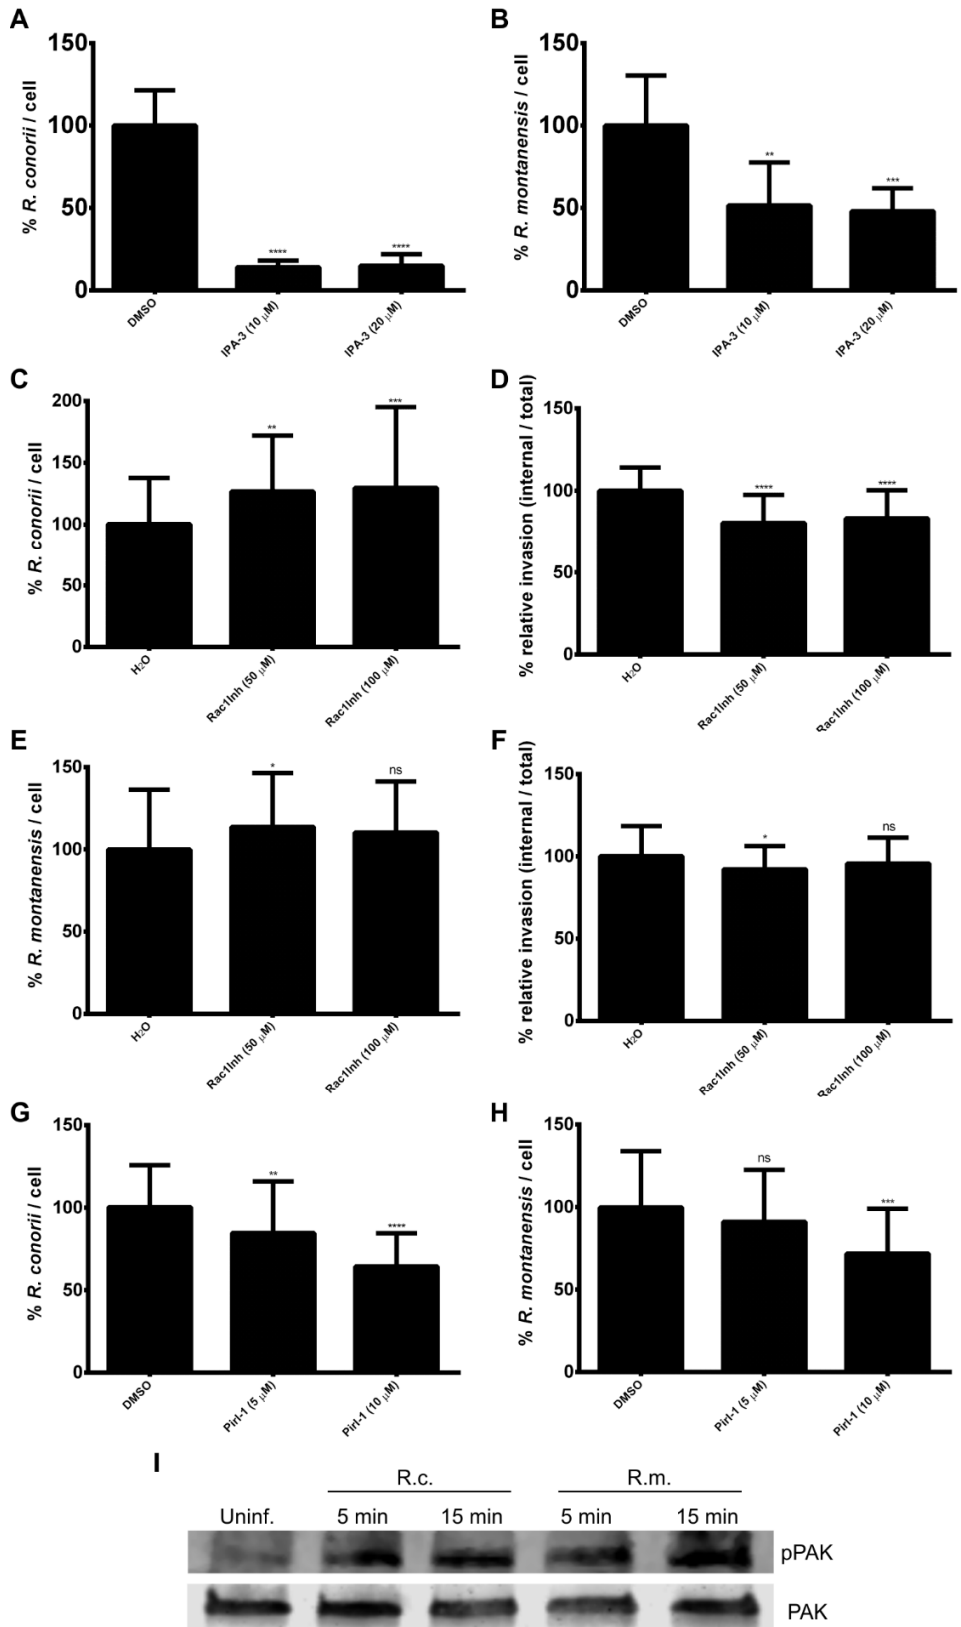 A
150
100
50
0
% R. conorii / cell
****
****
DMSO
IPA-3 (10 μM)
IPA-3 (20 μM)
B
150
100
50
0
% R. montanensis / cell
**
***
DMSO
IPA-3 (10 μM)
IPA-3 (20 μM)
C
200
150
100
50
0
% R. conorii / cell
**
***
H2O
Rac1Inh (50 μM)
Rac1Inh (100 μM)
D
150
100
50
0
% relative invasion (internal / total)
****
****
H2O
Rac1Inh (50 μM)
Rac1Inh (100 μM)
E
150
100
50
0
% R. montanensis / cell
*
ns
H2O
Rac1Inh (50 μM)
Rac1Inh (100 μM)
F
150
100
50
0
% relative invasion (internal / total)
*
ns
H2O
Rac1Inh (50 μM)
Rac1Inh (100 μM)
G
150
100
50
0
% R. conorii / cell
**
****
DMSO
Pirl-1 (5 μM)
Pirl-1 (10 μM)
H
150
100
50
0
% R. montanensis / cell
ns
***
DMSO
Pirl-1 (5 μM)
Pirl-1 (10 μM)
I
R.c. R.m.
Uninf. 5 min 15 min 5 min 15 min
pPAK
PAK